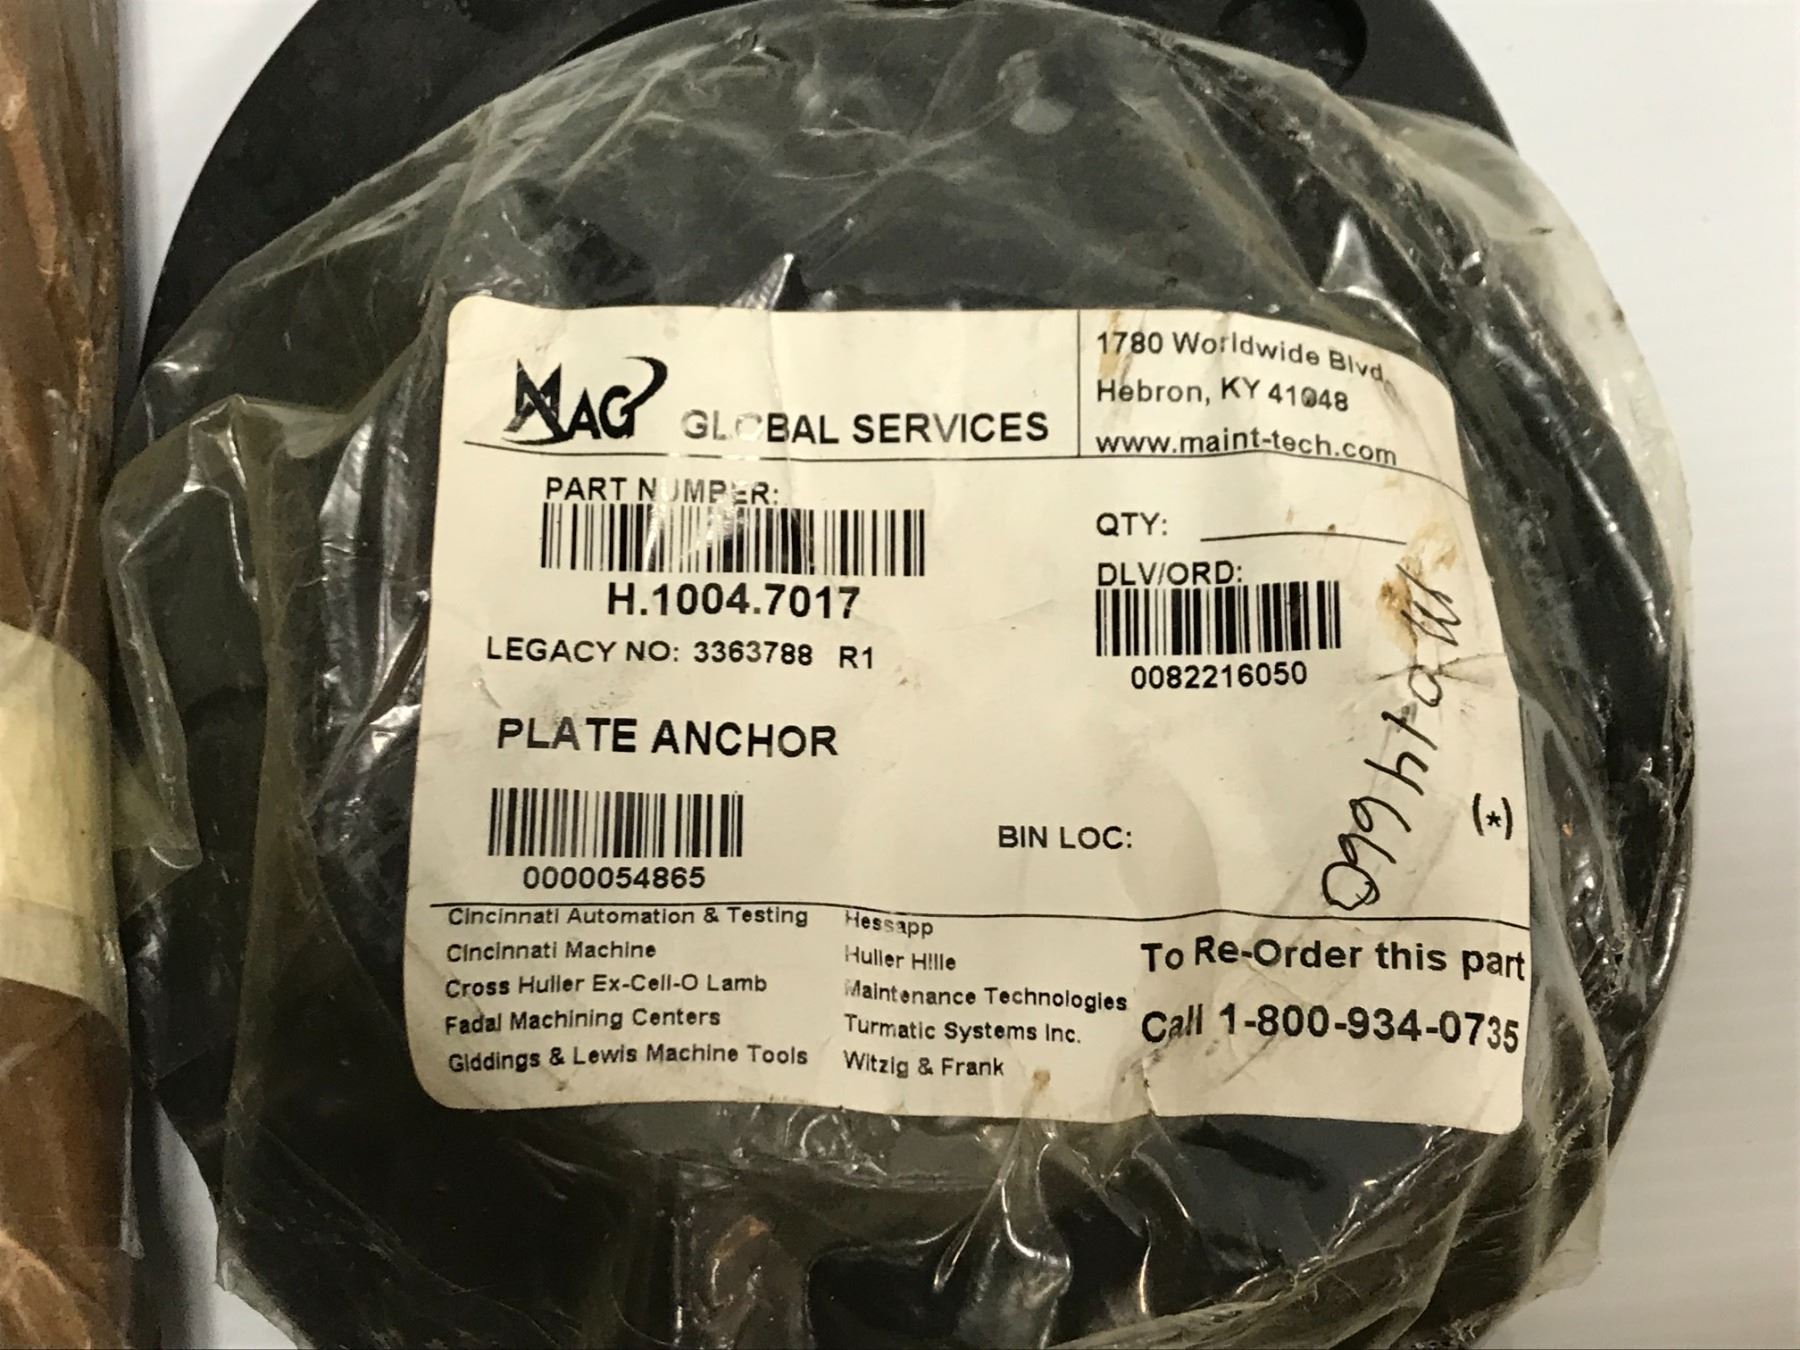 MAG GLOBAL SERVICES
1780 Worldwide Blvd.
Hebron, KY 41048
www.maint-tech.com
PART NUMBER:
H.1004.7017
LEGACY NO: 3363788 R1
QTY:
DLV/ORD:
0082216050
PLATE ANCHOR
0000054865
BIN LOC:
(*)
Cincinnati Automation & Testing
Cincinnati Machine
Cross Huller Ex-Cell-O Lamb
Fadal Machining Centers
Giddings & Lewis Machine Tools
Hessapp
Huller Hille
Maintenance Technologies
Turmatic Systems Inc.
Witzig & Frank
To Re-Order this part
Call 1-800-934-0735